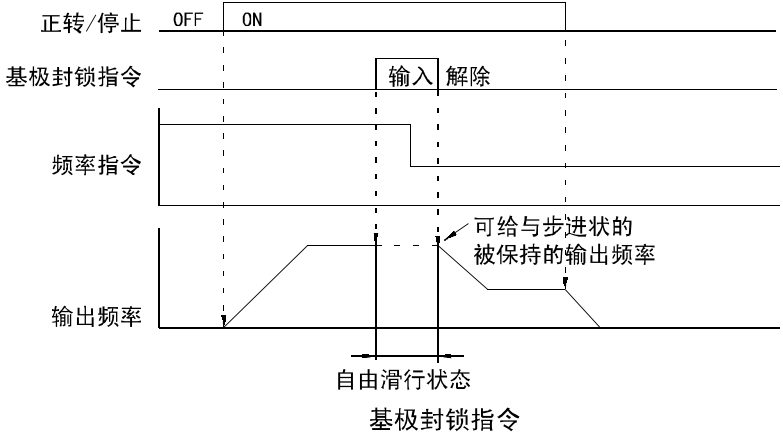 正转/停止
OFF
ON
基极封锁指令
输入
解除
频率指令
可给与步进状的
被保持的输出频率
输出频率
自由滑行状态
基极封锁指令